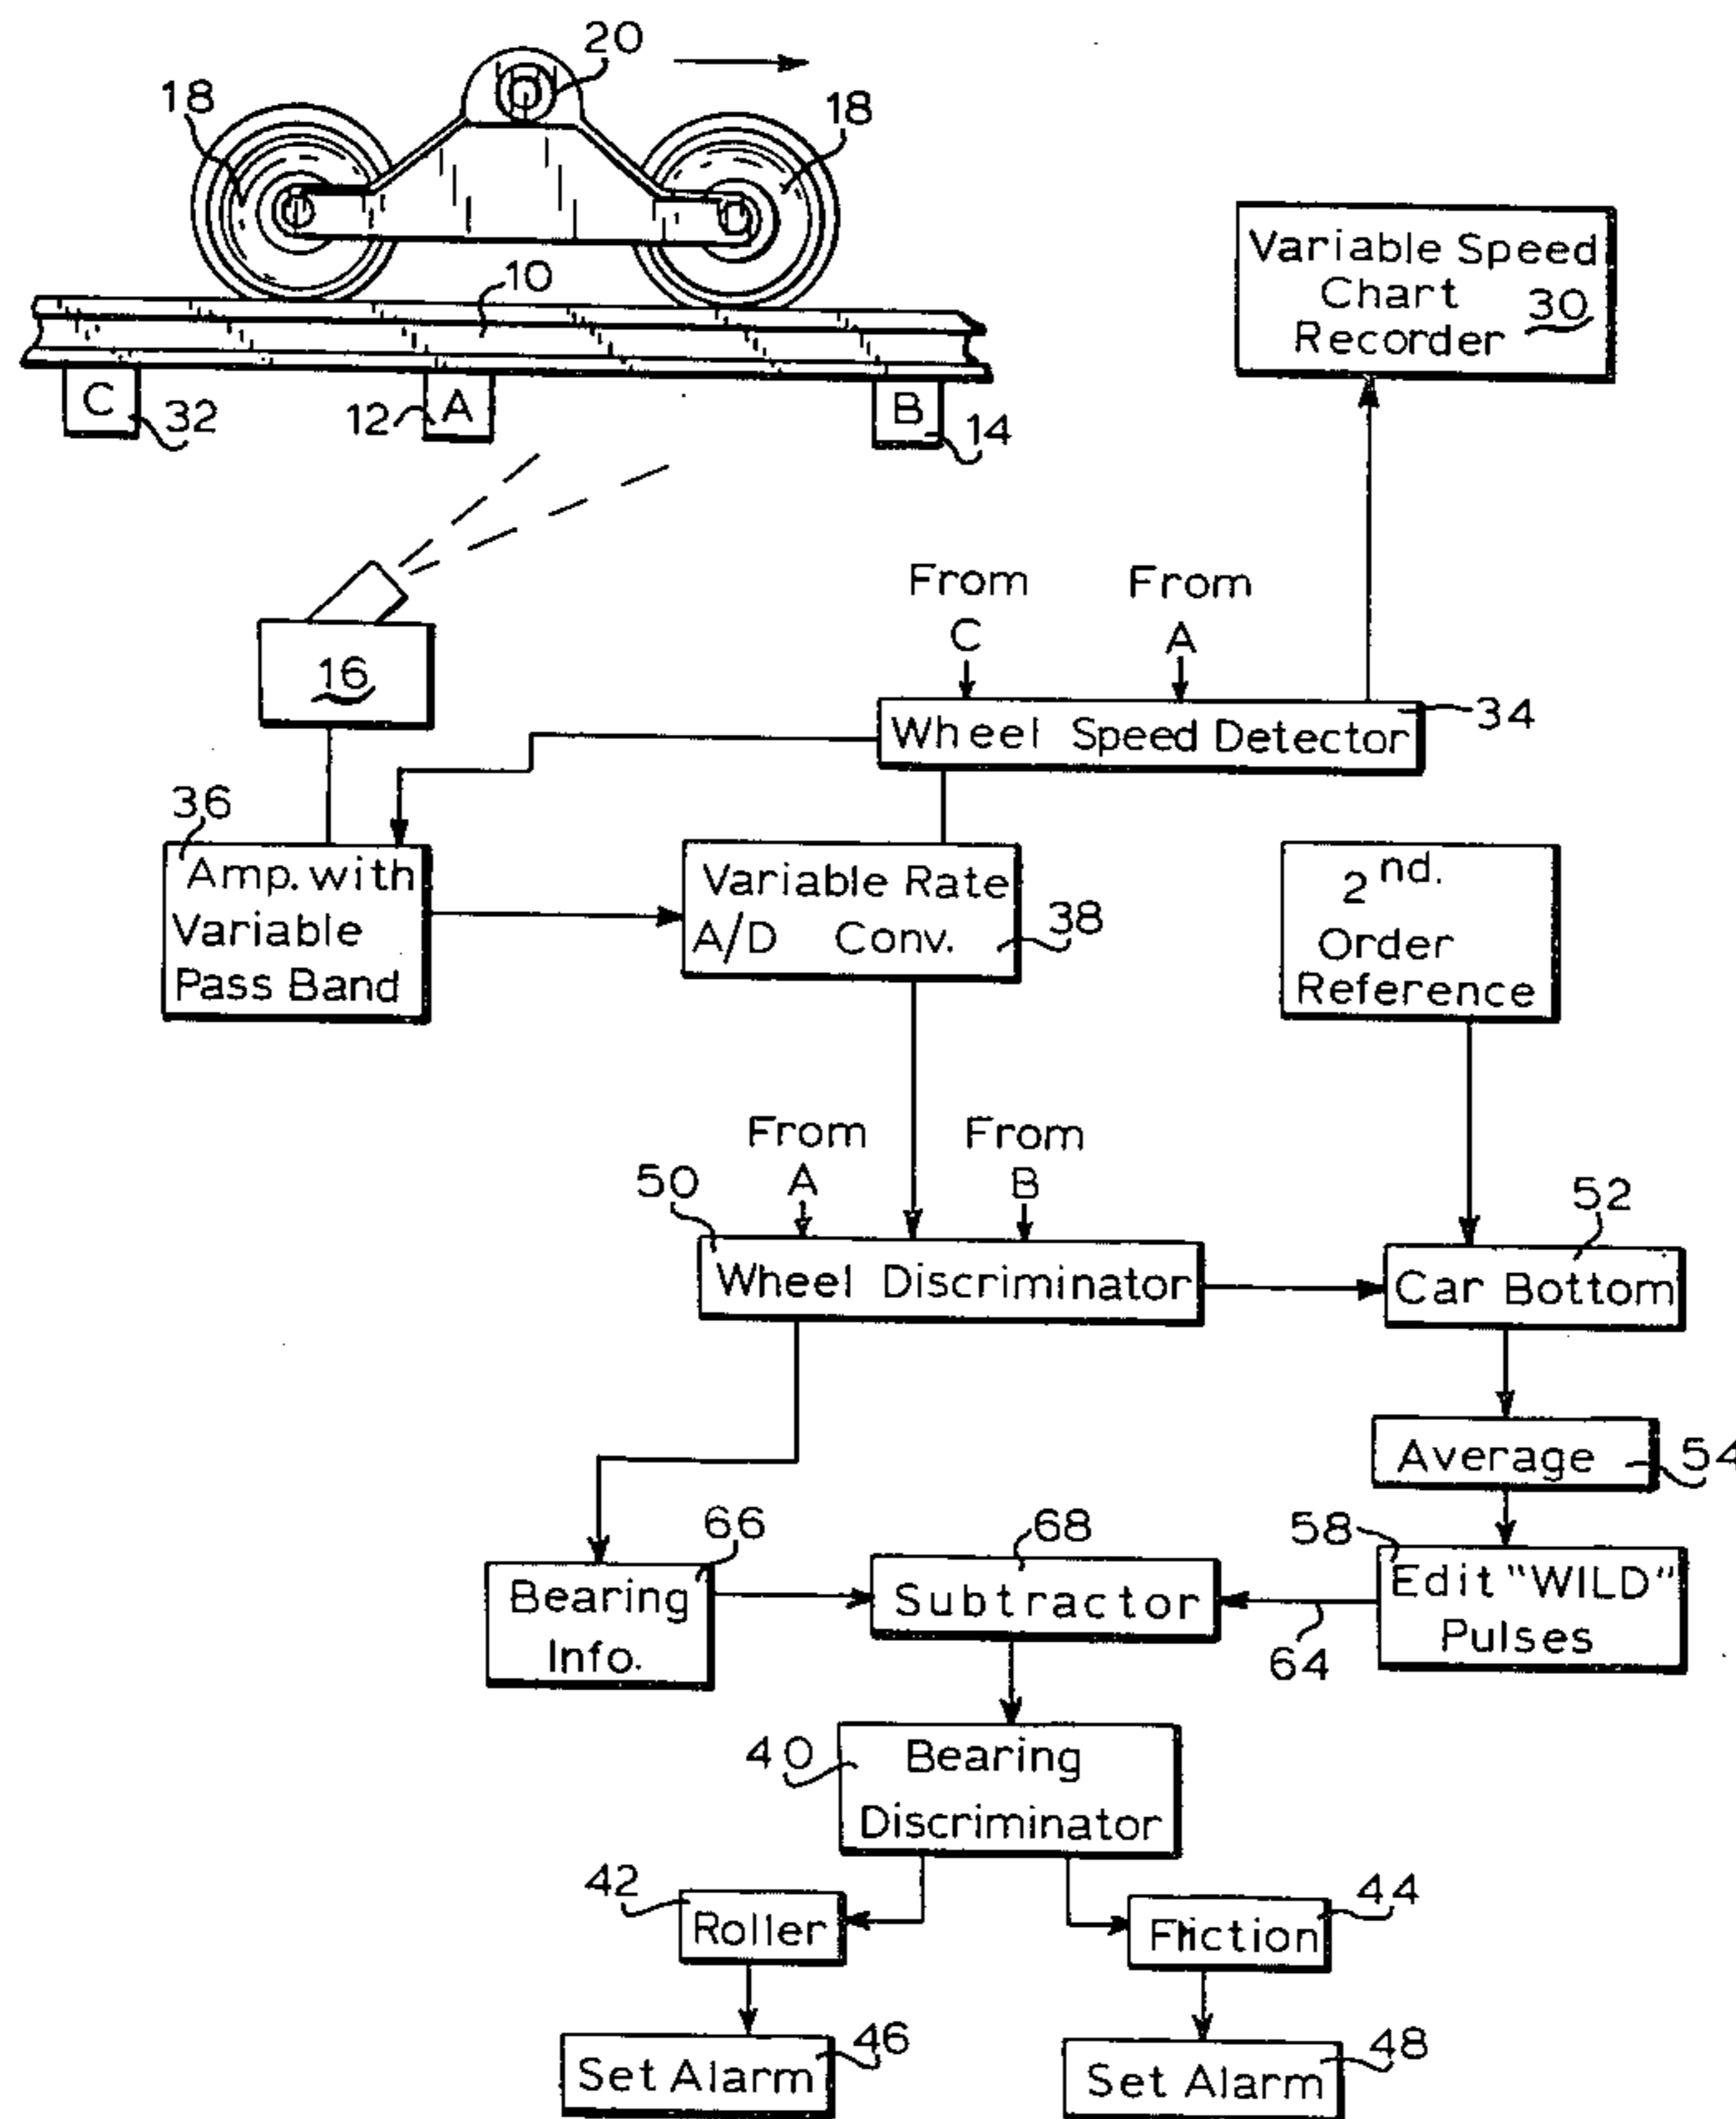 20
18
18
10
Variable Speed
Chart
Recorder 30
C
32
12
A
B
14
16
From
C
From
A
Wheel Speed Detector
34
36
Amp. with
Variable
Pass Band
Variable Rate
A/D Conv.
38
2nd.
Order
Reference
From
A
From
B
50
Wheel Discriminator
52
Car Bottom
Average
54
66
Bearing
Info.
68
Subtractor
58
Edit "WILD"
Pulses
64
40
Bearing
Discriminator
42
Roller
44
Friction
Set Alarm
46
Set Alarm
48